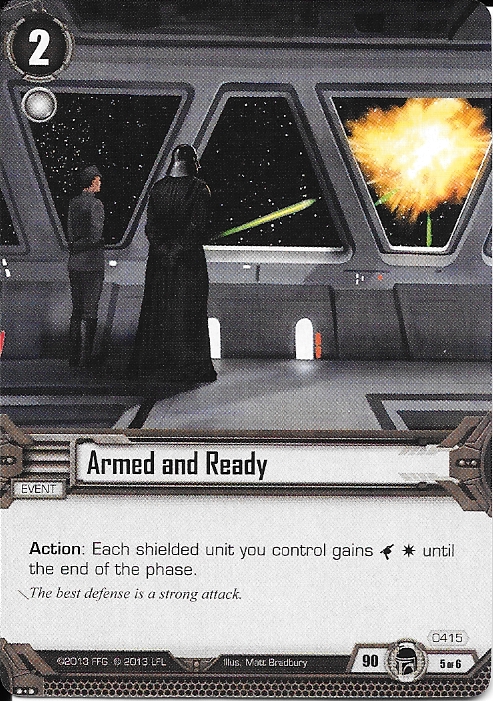 2
Armed and Ready
EVENT
Action: Each shielded unit you control gains until
the end of the phase.
The best defense is a strong attack.
0415
©2013 FFG © 2013 LFL Illus. Matt Bradbury 90 5 OF 6